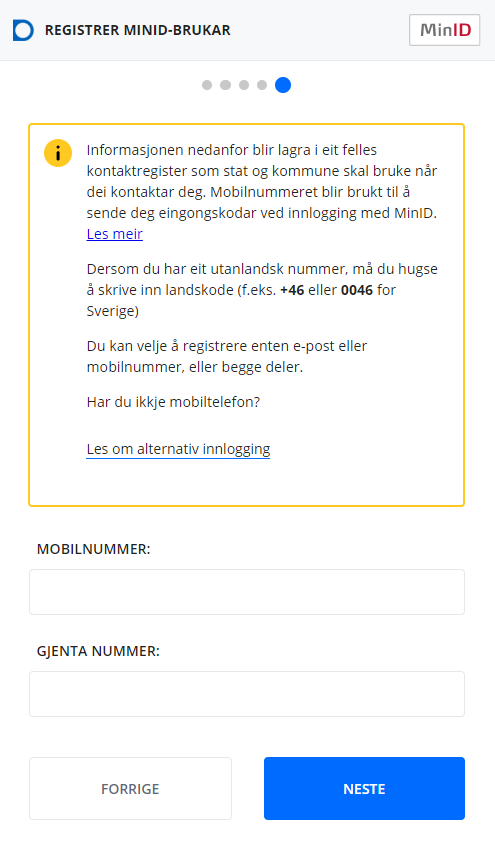 REGISTRER MINID-BRUKAR
MinID
Informasjonen nedanfor blir lagra i eit felles
kontaktregister som stat og kommune skal bruke når
dei kontaktar deg. Mobilnummeret blir brukt til å
sende deg eingongskodar ved innlogging med MinID.
Les meir
Dersom du har eit utanlandsk nummer, må du hugse
å skrive inn landskode (f.eks. +46 eller 0046 for
Sverige)
Du kan velje å registrere enten e-post eller
mobilnummer, eller begge deler.
Har du ikkje mobiltelefon?
Les om alternativ innlogging
MOBILNUMMER:
GJENTA NUMMER:
FORRIGE
NESTE